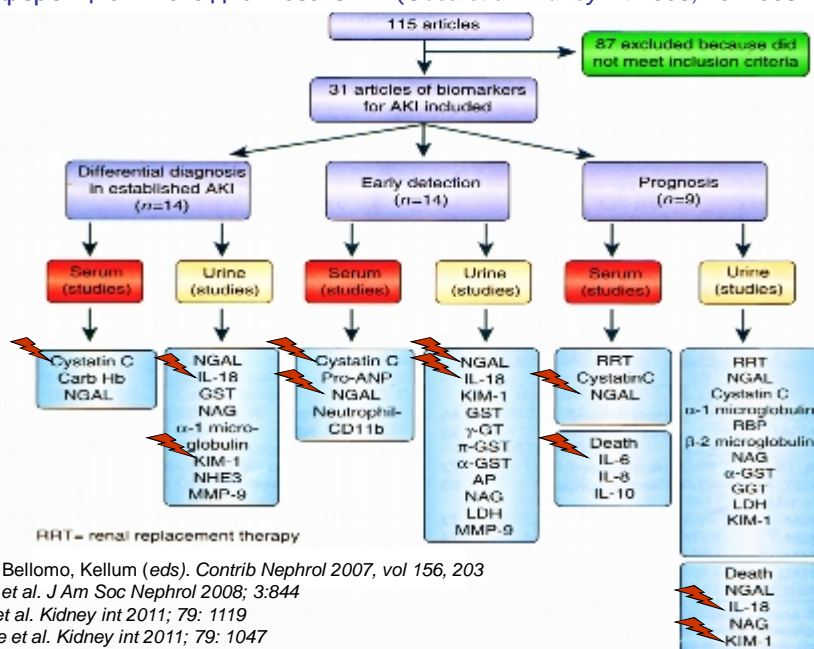 115 articles
87 excluded because did
not meet inclusion criteria
31 articles of biomarkers
for AKI included
Differential diagnosis
in established AKI
(n=14)
Early detection
(n=14)
Prognosis
(n=9)
Serum
(studies)
Urine
(studies)
Serum
(studies)
Urine
(studies)
Serum
(studies)
Urine
(studies)
Cystatin C
Carb Hb
NGAL
NGAL
IL-18
GST
NAG
α-1 micro-
globulin
KIM-1
NHE3
MMP-9
Cystatin C
Pro-ANP
NGAL
Neutrophil-
CD11b
NGAL
IL-18
KIM-1
GST
γ-GT
π-GST
α-GST
AP
NAG
LDH
MMP-9
RRT
CystatinC
NGAL
Death
IL-6
IL-8
IL-10
RRT
NGAL
Cystatin C
α-1 microglobulin
RBP
β-2 microglobulin
NAG
α-GST
GGT
LDH
KIM-1
Death
NGAL
IL-18
NAG
KIM-1
RRT= renal replacement therapy
Bellomo, Kellum (eds). Contrib Nephrol 2007, vol 156, 203
et al. J Am Soc Nephrol 2008; 3:844
et al. Kidney int 2011; 79: 1119
et al. Kidney int 2011; 79: 1047